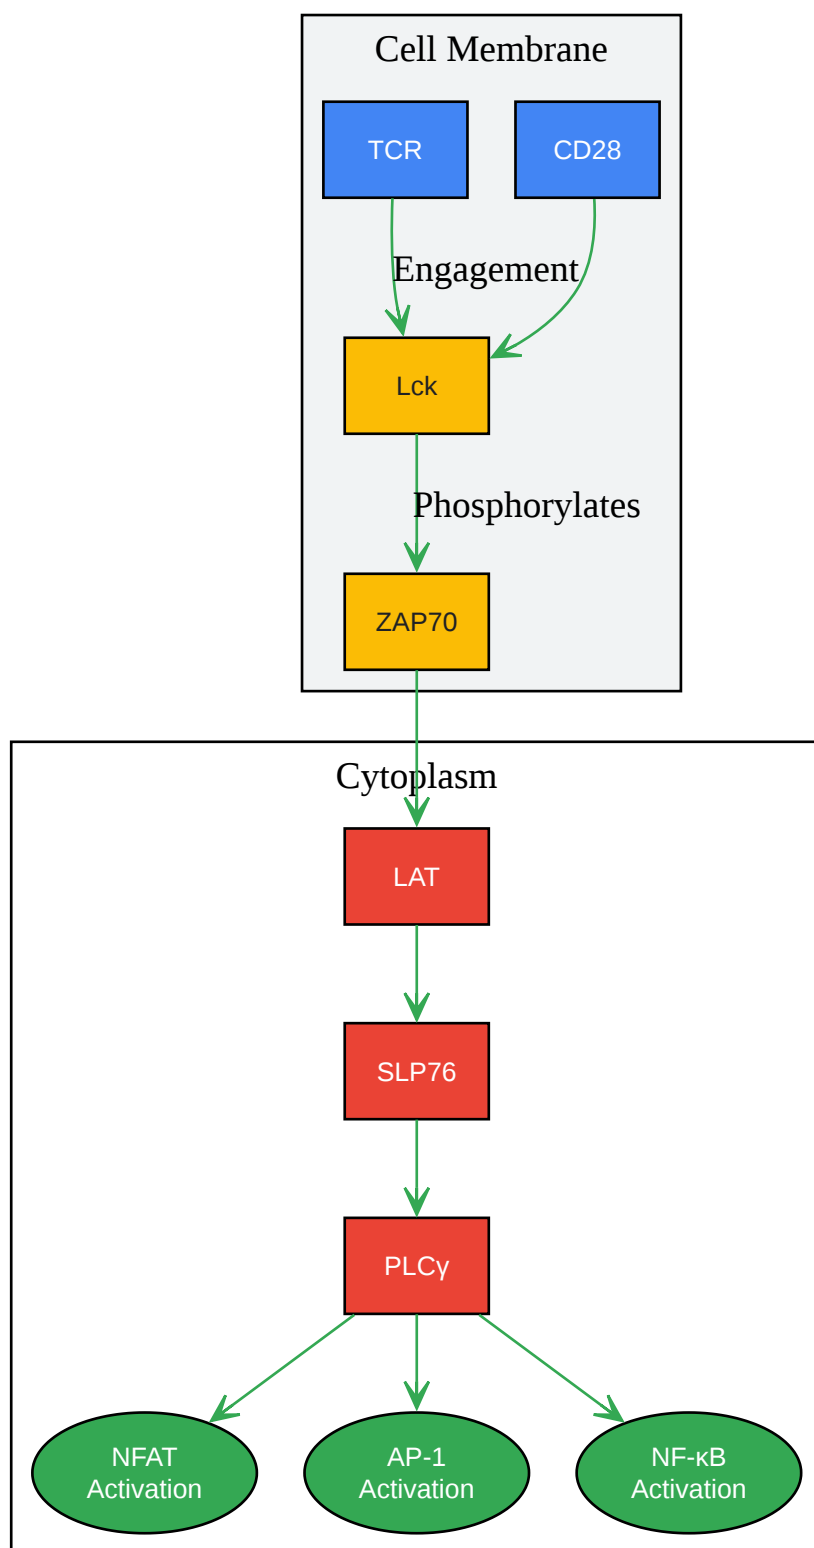 Cell Membrane
TCR
CD28
Engagement
Lck
Phosphorylates
ZAP70
Cytoplasm
LAT
SLP76
PLCγ
NFAT
Activation
AP-1
Activation
NF-κB
Activation